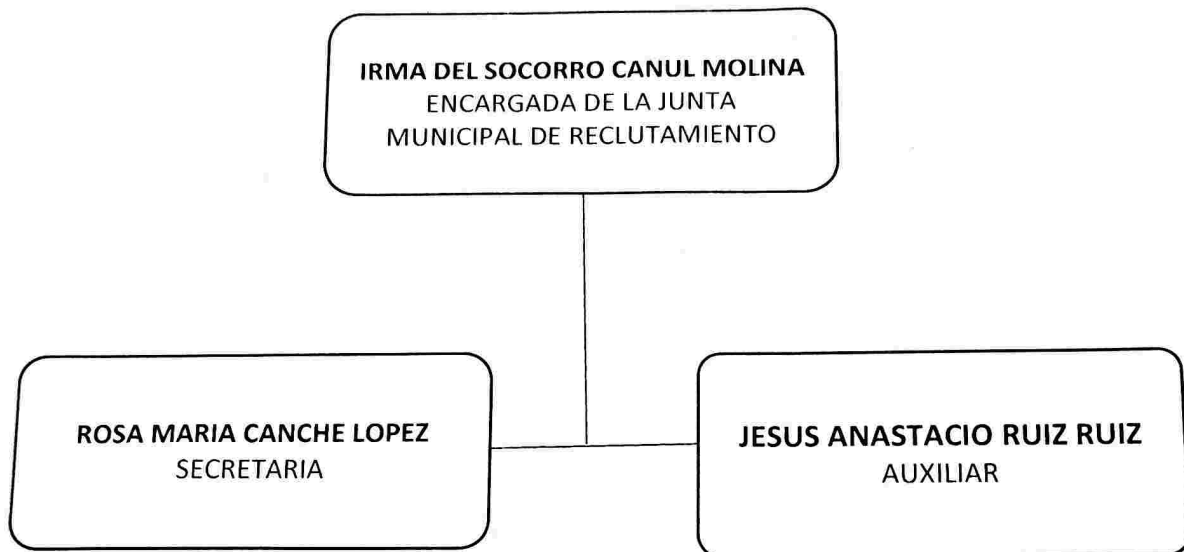 IRMA DEL SOCORRO CANUL MOLINA
ENCARGADA DE LA JUNTA
MUNICIPAL DE RECLUTAMIENTO
ROSA MARIA CANCHE LOPEZ
SECRETARIA
JESUS ANASTACIO RUIZ RUIZ
AUXILIAR